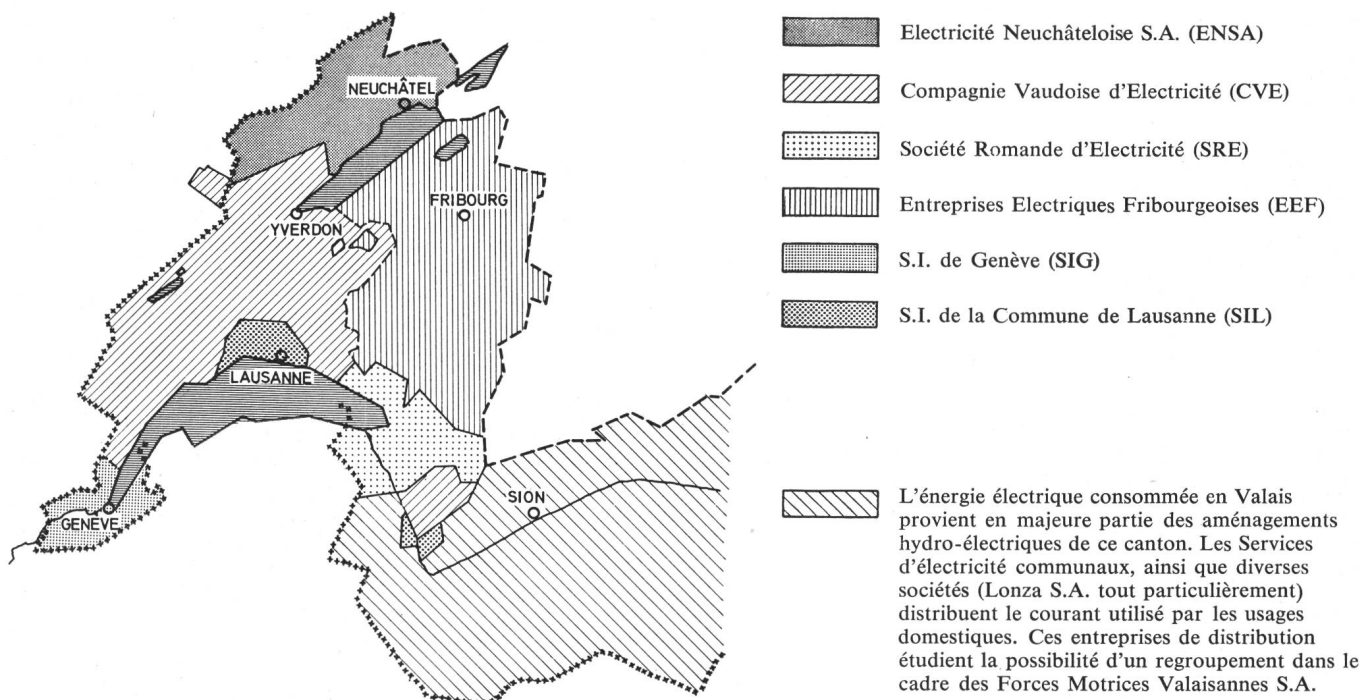 NEUCHÂTEL
FRIBOURG
YVERDON
LAUSANNE
GENÈVE
SION
Electricité Neuchâteloise S.A. (ENSA)
Compagnie Vaudoise d'Electricité (CVE)
Société Romande d'Electricité (SRE)
Entreprises Electriques Fribourgeoises (EEF)
S.I. de Genève (SIG)
S.I. de la Commune de Lausanne (SIL)
L'énergie électrique consommée en Valais
provient en majeure partie des aménagements
hydro-électriques de ce canton. Les Services
d'électricité communaux, ainsi que diverses
sociétés (Lonza S.A. tout particulièrement)
distribuent le courant utilisé par les usages
domestiques. Ces entreprises de distribution
étudient la possibilité d'un regroupement dans le
cadre des Forces Motrices Valaisannes S.A.